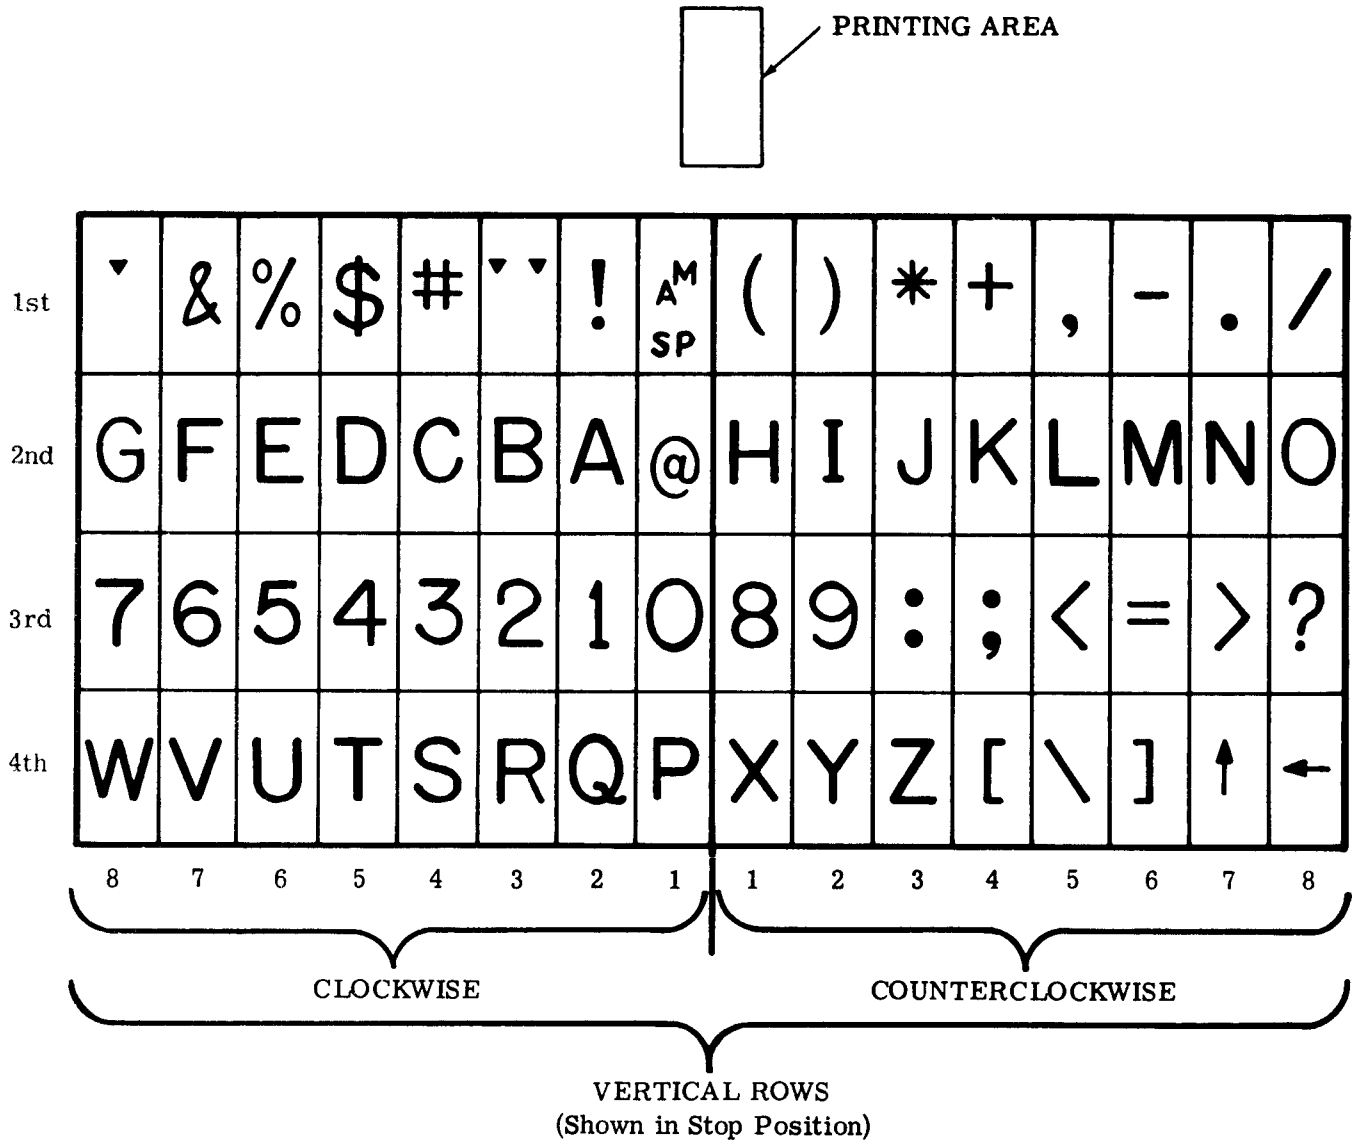 PRINTING AREA
1st ▼ & % $ # ▼ ▼ ! AM SP ( ) * + , - . /
2nd G F E D C B A @ H I J K L M N O
3rd 7 6 5 4 3 2 1 0 8 9 : ; < = > ?
4th W V U T S R Q P X Y Z [ \ ] ↑ ←
8 7 6 5 4 3 2 1 1 2 3 4 5 6 7 8
CLOCKWISE COUNTERCLOCKWISE
VERTICAL ROWS
(Shown in Stop Position)